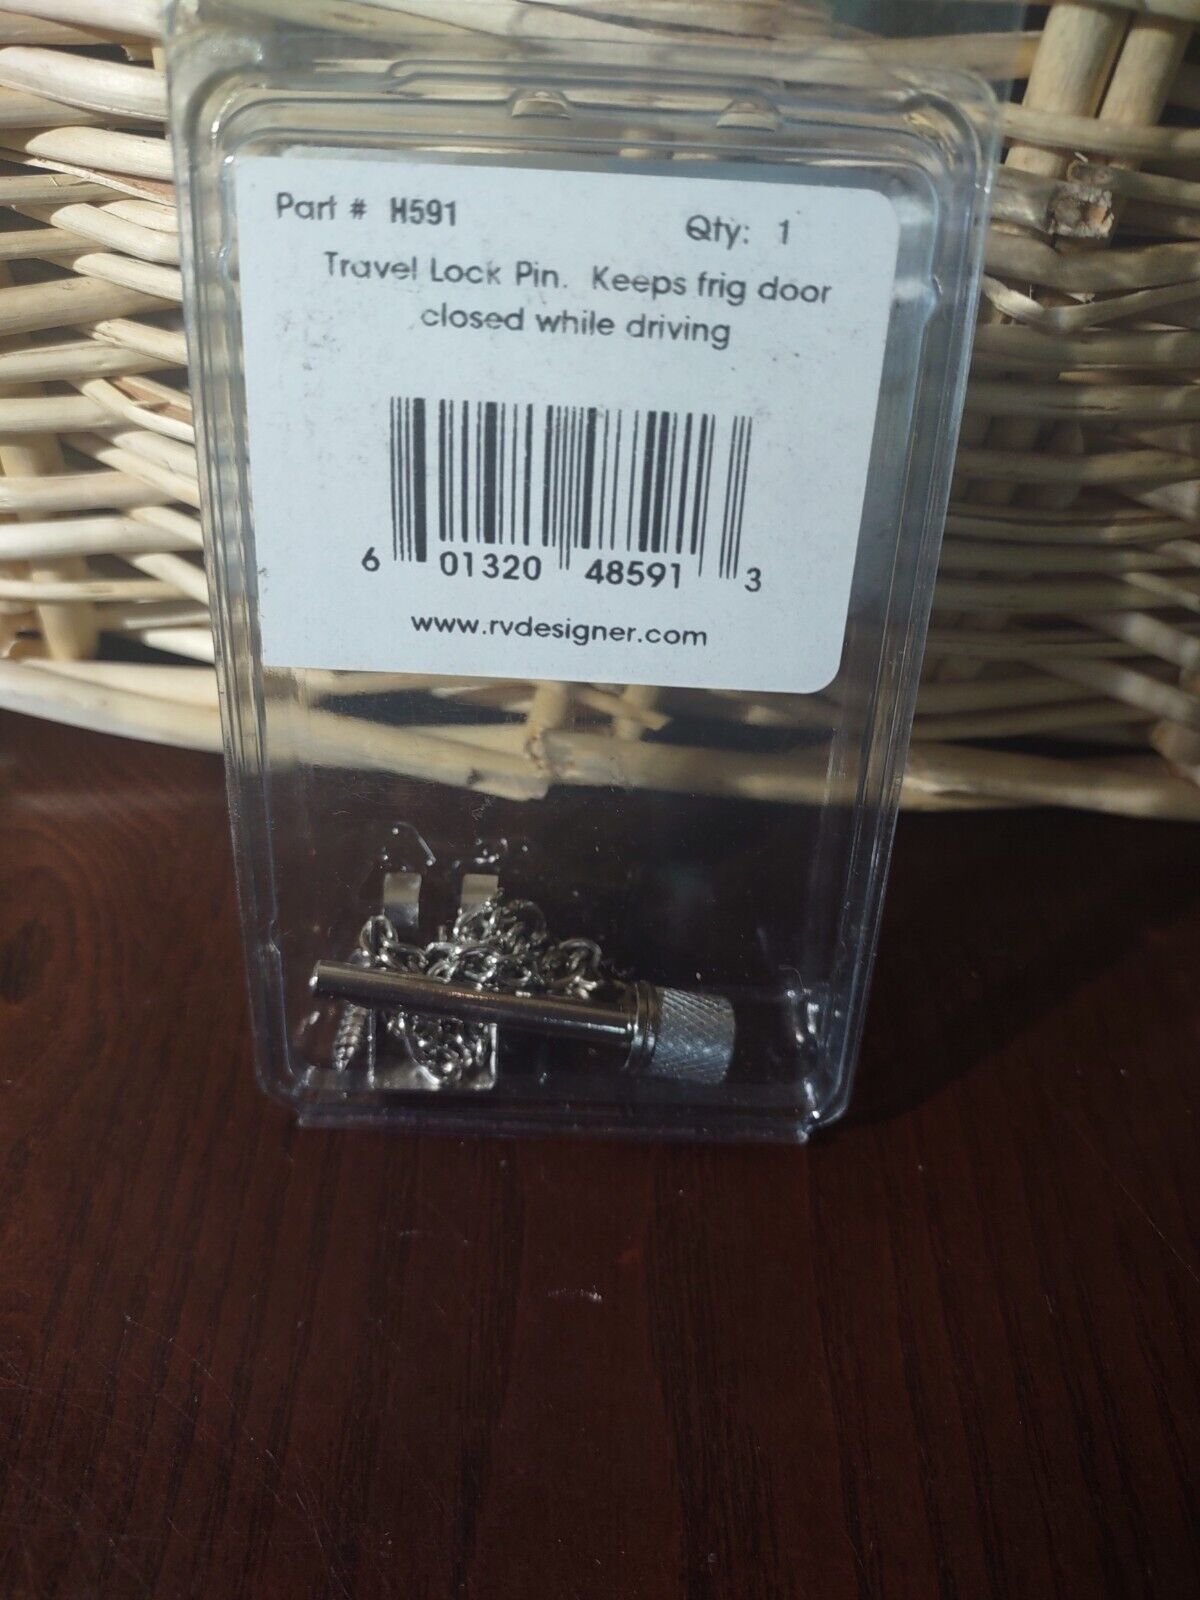 Part # H591 Qty: 1
Travel Lock Pin. Keeps frig door
closed while driving
6 01320 48591 3
www.rvdesigner.com